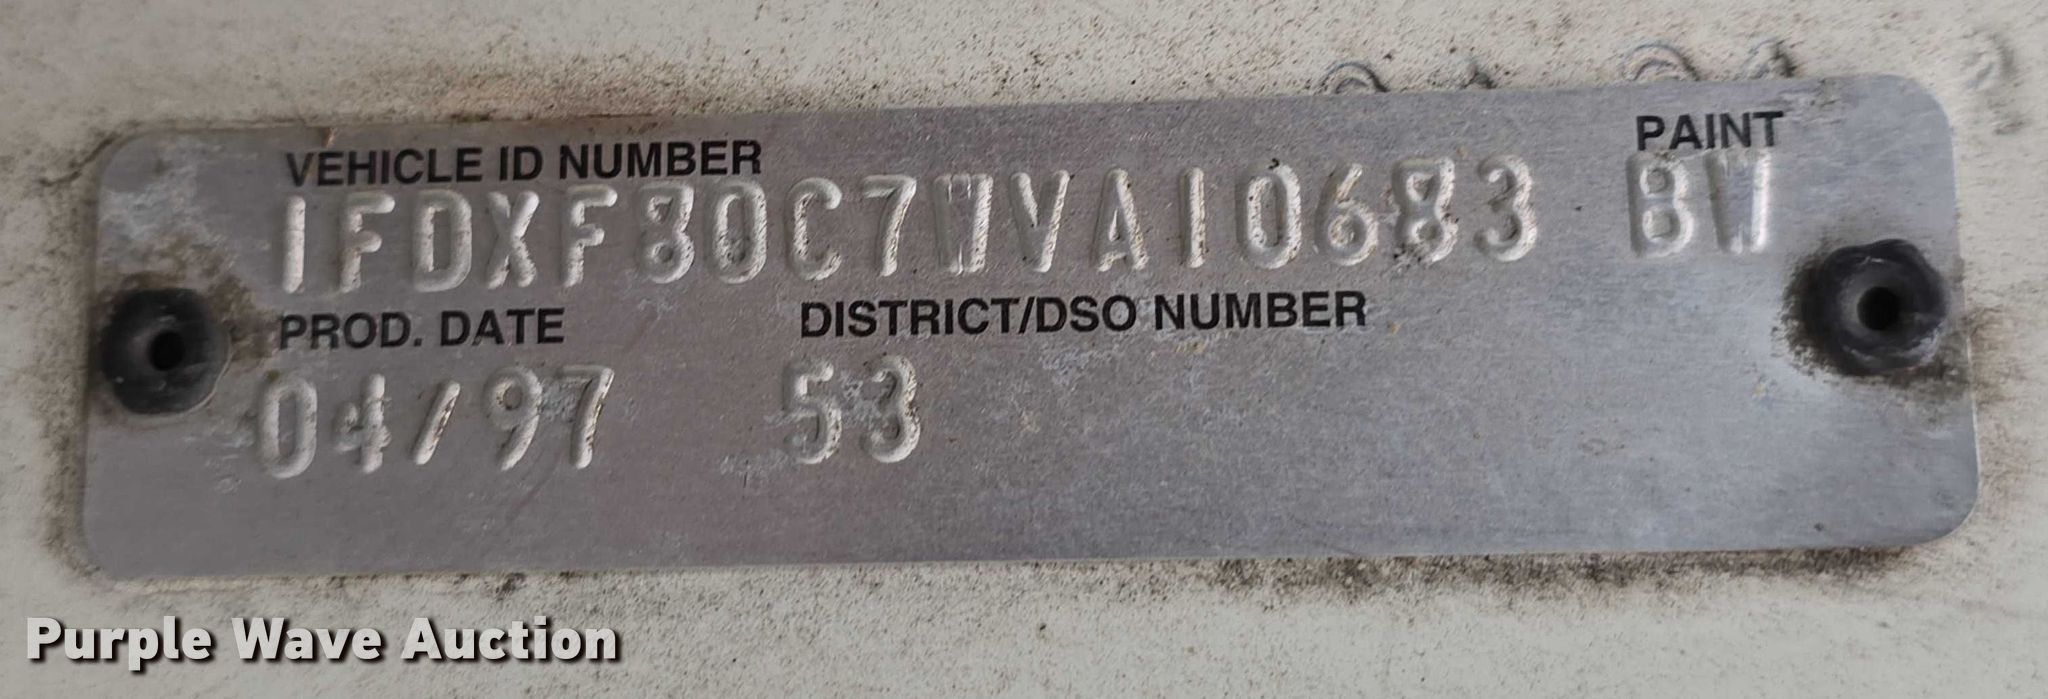 VEHICLE ID NUMBER PAINT
1FDXF80C7WVA10683 BW
PROD. DATE DISTRICT/DSO NUMBER
04/97 53
Purple Wave Auction